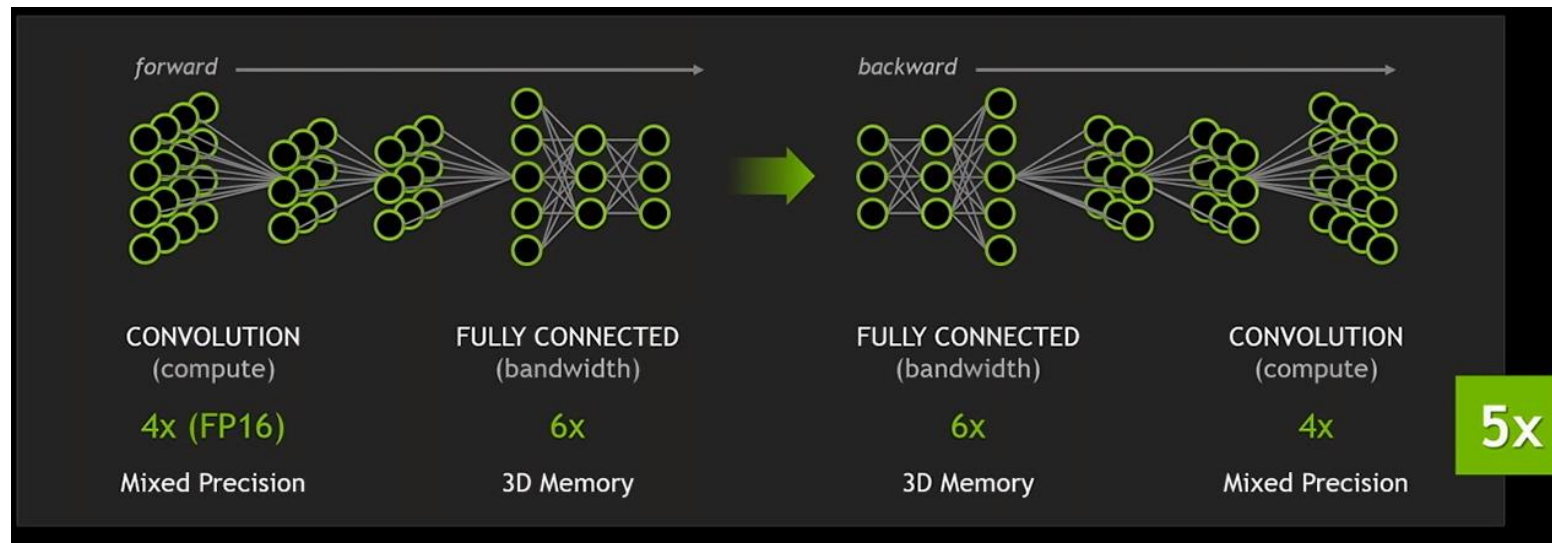 forward
backward
CONVOLUTION
(compute)
4x (FP16)
Mixed Precision
FULLY CONNECTED
(bandwidth)
6x
3D Memory
FULLY CONNECTED
(bandwidth)
6x
3D Memory
CONVOLUTION
(compute)
4x
Mixed Precision
5x